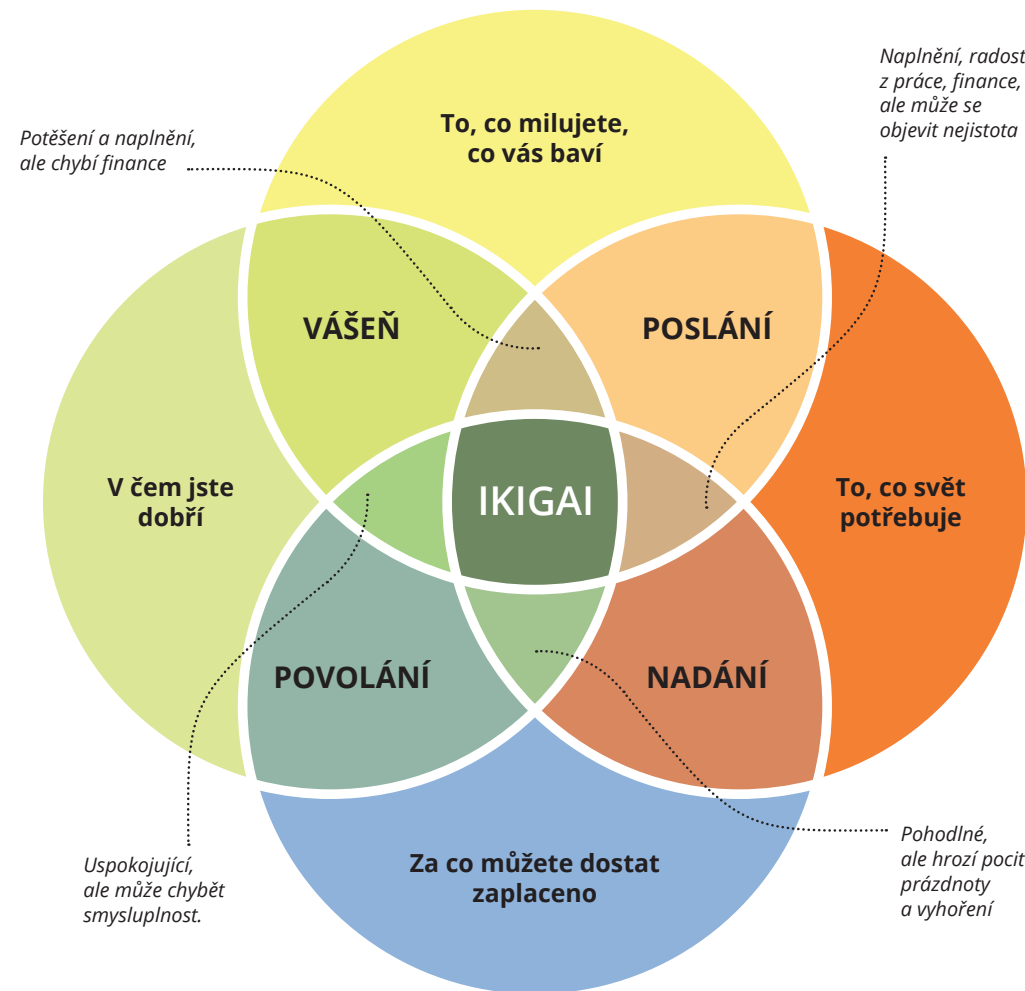 Naplnění, radost
z práce, finance,
ale může se
objevit nejistota
To, co milujete,
co vás baví
Potěšení a naplnění,
ale chybí finance
VÁŠEŇ
POSLÁNÍ
V čem jste
dobří
IKIGAI
To, co svět
potřebuje
POVOLÁNÍ
NADÁNÍ
Uspokojující,
ale může chybět
smysluplnost.
Za co můžete dostat
zaplaceno
Pohodlné,
ale hrozí pocit
prázdnoty
a vyhoření